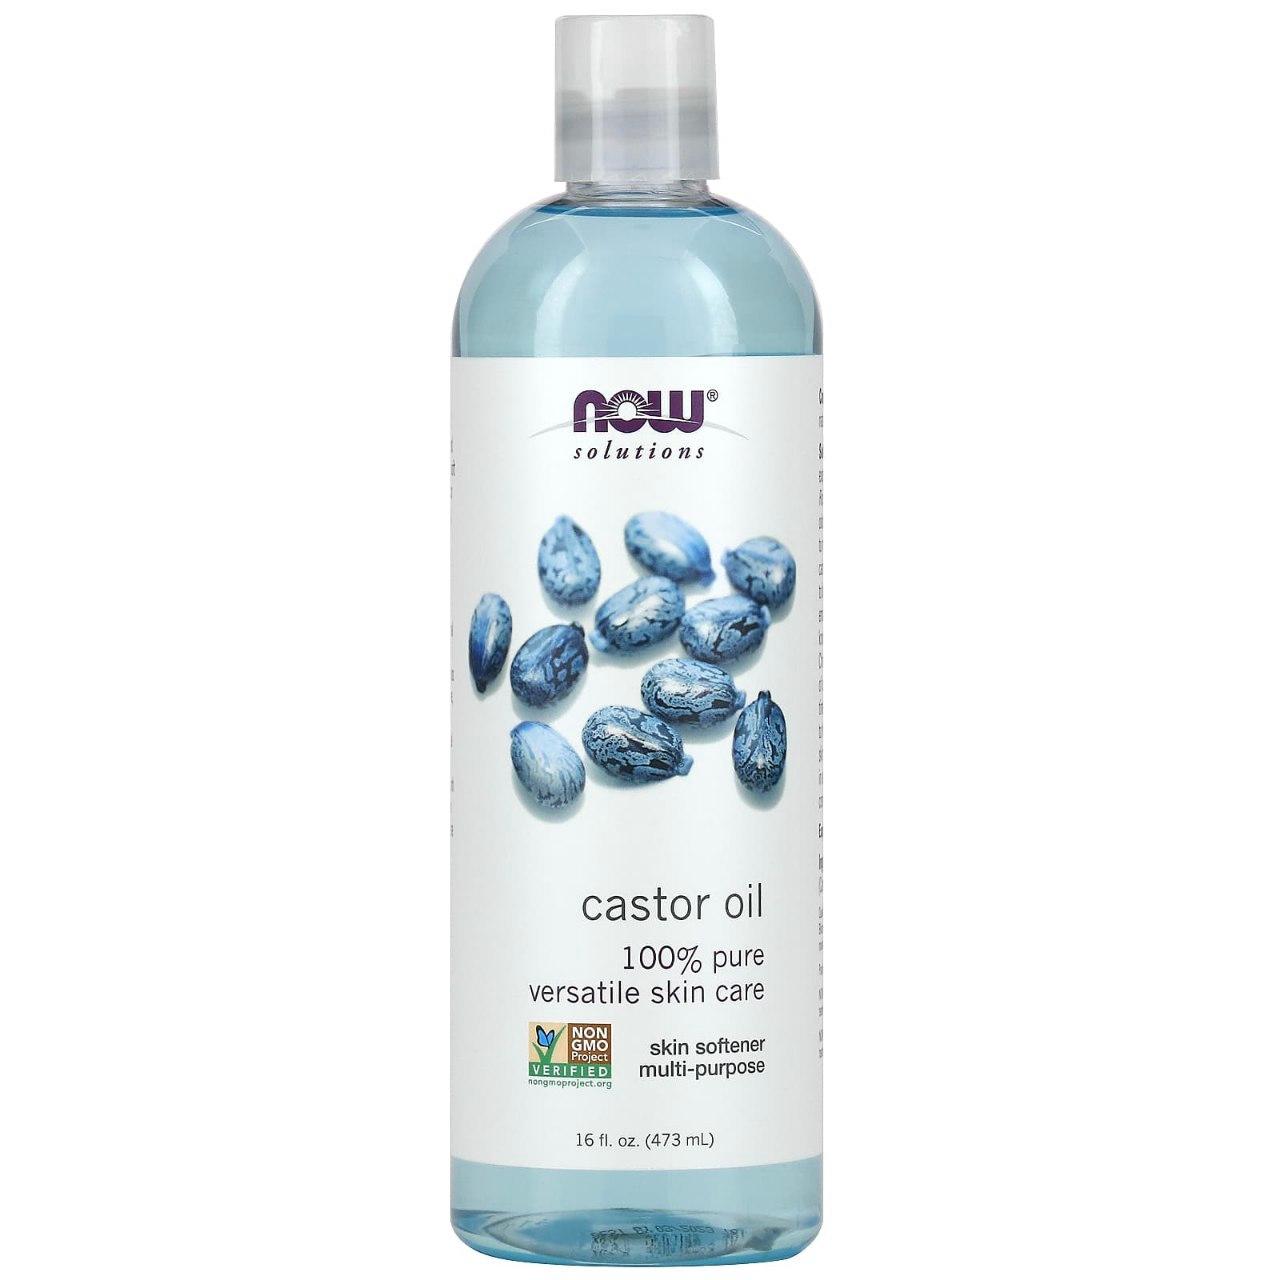 NOW®
solutions
castor oil
100% pure
versatile skin care
NON
GMO
Project
VERIFIED
nongmoproject.org
skin softener
multi-purpose
16 fl. oz. (473 mL)